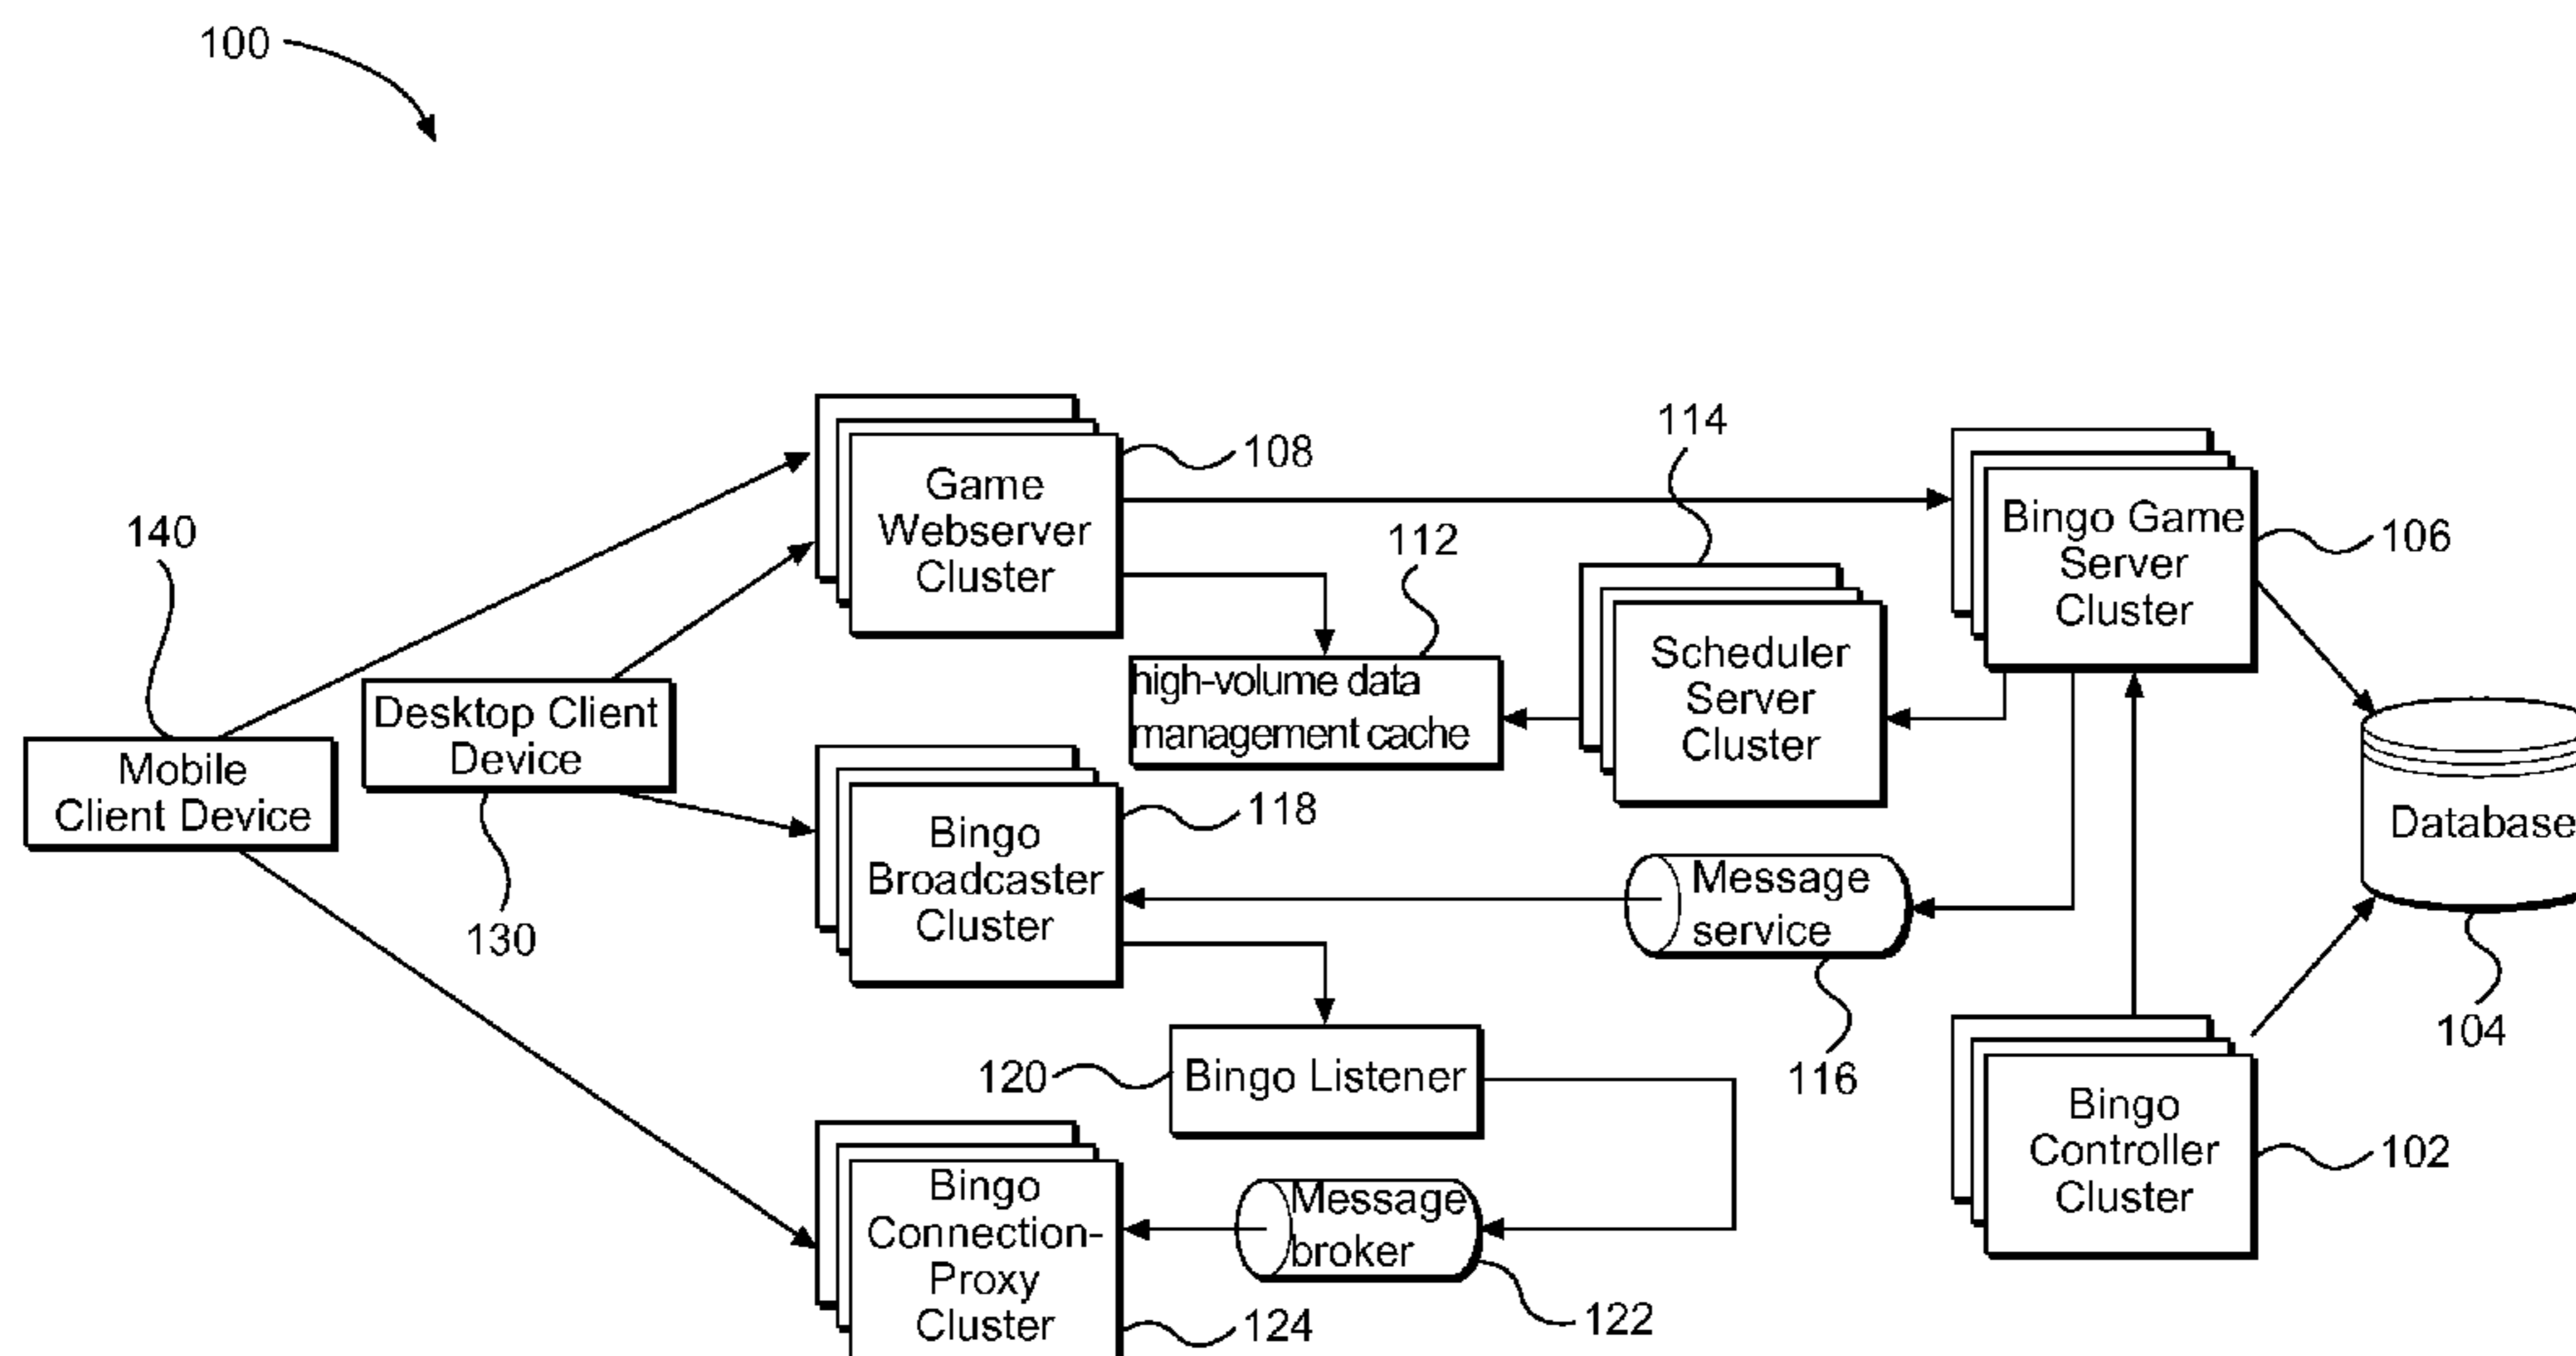 100
108
Game
Webserver
Cluster
114
Bingo Game
Server
Cluster
106
140
112
Scheduler
Server
Cluster
high-volume data
management cache
Desktop Client
Device
Mobile
Client Device
118
Bingo
Broadcaster
Cluster
Message
service
Database
130
104
120
Bingo Listener
116
Bingo
Controller
Cluster
102
Bingo
Connection-
Proxy
Cluster
Message
broker
124
122